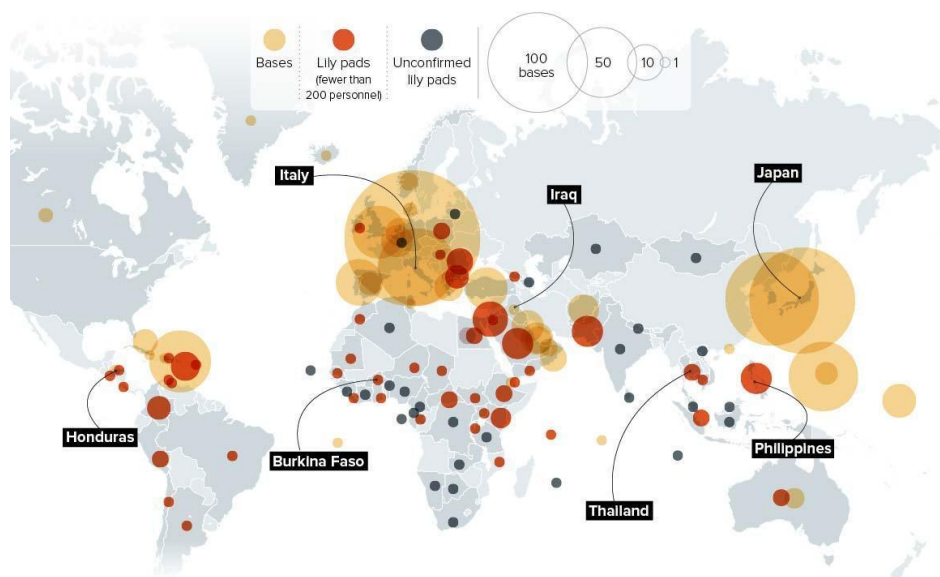 Bases
Lily pads
(fewer than
200 personnel)
Unconfirmed
lily pads
100
bases
50
10
1
Italy
Iraq
Japan
Honduras
Burkina Faso
Thailand
Philippines